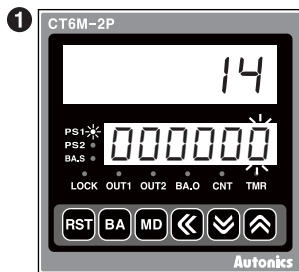 1
CT6M-2P
14
PS1
PS2
BA.S
000000
LOCK OUT1 OUT2 BA.O CNT TMR
RST BA MD
Autonics